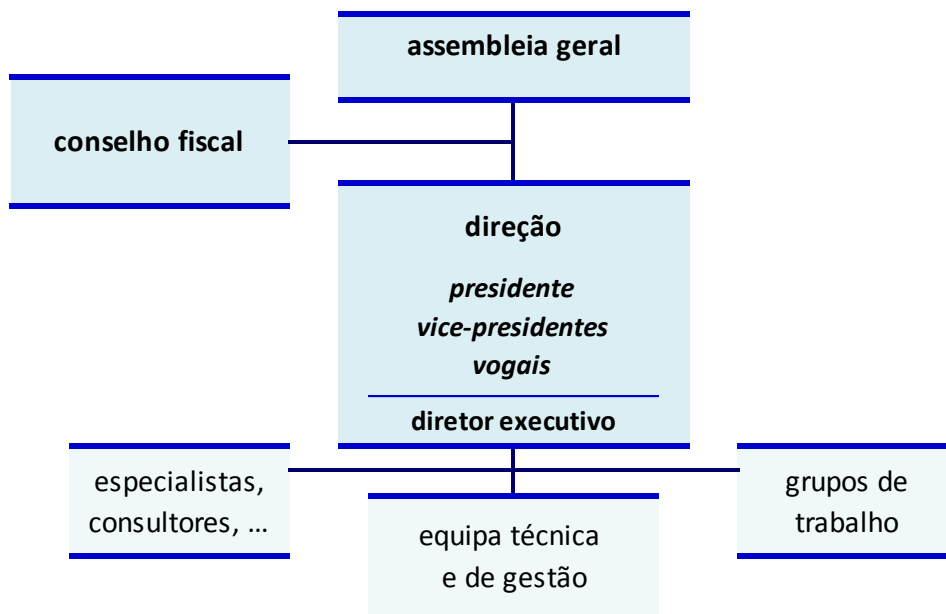 assembleia geral
conselho fiscal
direção
presidente
vice-presidentes
vogais
diretor executivo
especialistas,
consultores, ...
equipa técnica
e de gestão
grupos de
trabalho